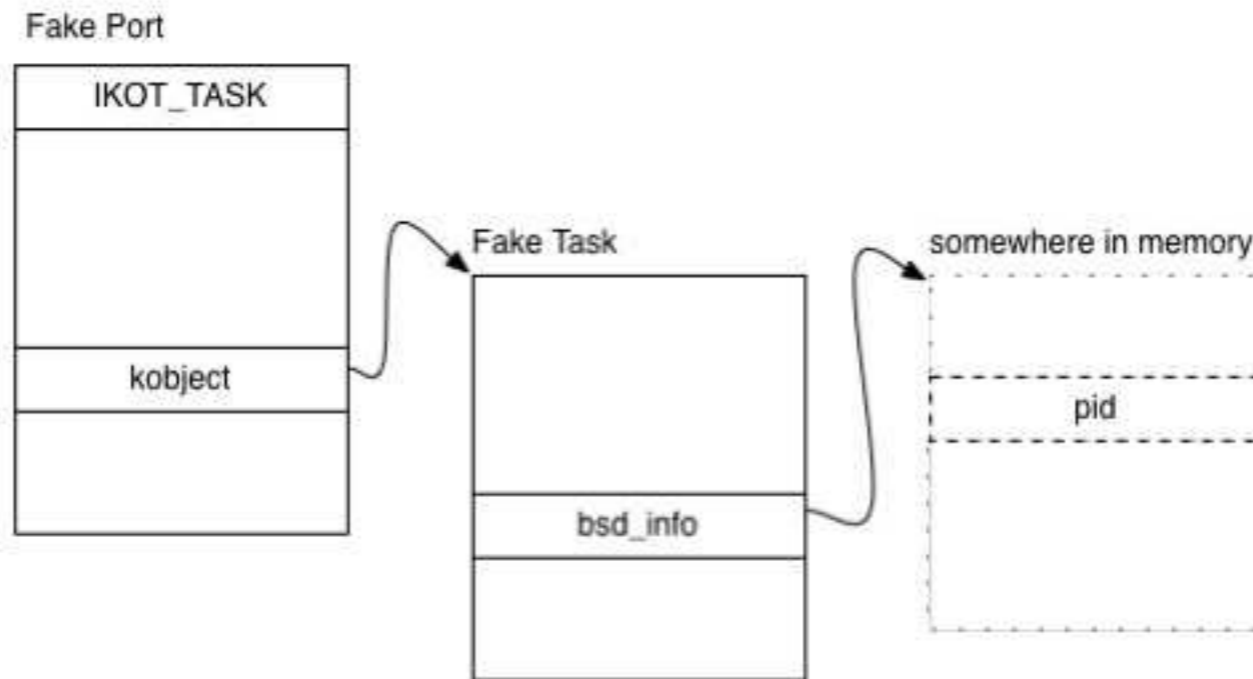 Fake Port
IKOT_TASK
kobject
Fake Task
bsd_info
somewhere in memory
pid